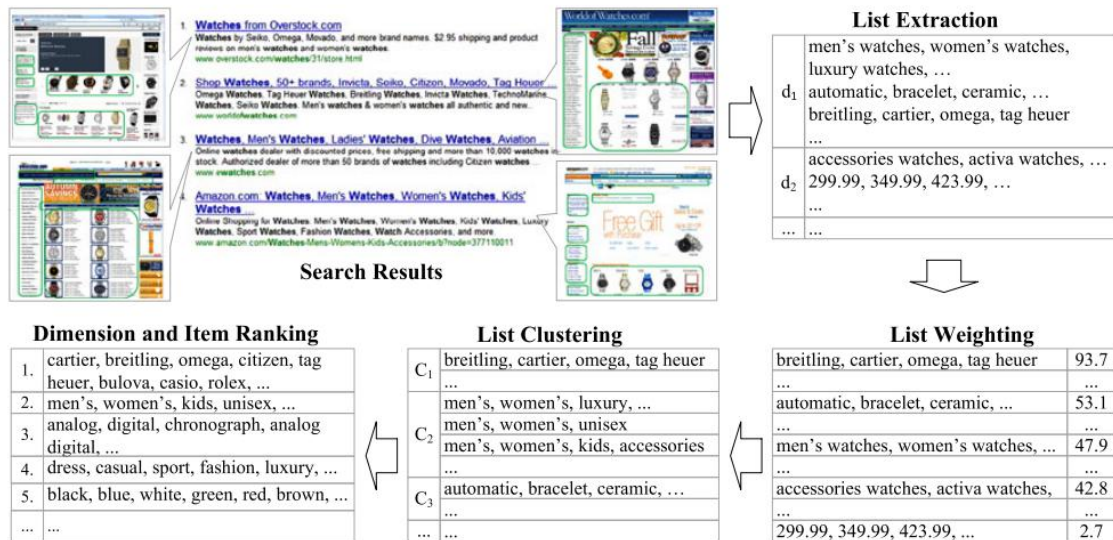 1. Watches from Overstock.com
Watches by Seiko, Omega, Movado, and more brand names. $2.95 shipping and product
reviews on men's watches and women's watches.
www.overstock.com/watches/31/store.html
2. Shop Watches, 50+ brands, Invicta, Seiko, Citizen, Movado, Tag Heuer ...
Omega Watches, Tag Heuer Watches, Breitling Watches, Invicta Watches, TechnoMarine
Watches, Seiko Watches. Men's watches & women's watches all authentic and new..
www.worldofwatches.com
3. Watches, Men's Watches, Ladies' Watches, Dive Watches, Aviation ...
Online watches dealer with discounted prices, free shipping and more than 10,000 watches in
stock. Authorized dealer of more than 50 brands of watches including Citizen watches ...
www.ewatches.com
4. Amazon.com: Watches, Men's Watches, Women's Watches, Kids'
Watches ...
Online Shopping for Watches. Men's Watches, Women's Watches, Kids' Watches, Luxury
Watches, Sport Watches, Fashion Watches, Watch Accessories, and more.
www.amazon.com/Watches-Mens-Womens-Kids-Accessories/b?node=377110011
WorldofWatches.com
Fall
AUTUMN
SAVINGS
Free Gift
Search Results
List Extraction
d1
men's watches, women's watches,
luxury watches, ...
automatic, bracelet, ceramic, ...
breitling, cartier, omega, tag heuer
...
d2
accessories watches, activa watches, ...
299.99, 349.99, 423.99, ...
...
... ...
Dimension and Item Ranking
1. cartier, breitling, omega, citizen, tag
heuer, bulova, casio, rolex, ...
2. men's, women's, kids, unisex, ...
3. analog, digital, chronograph, analog
digital, ...
4. dress, casual, sport, fashion, luxury, ...
5. black, blue, white, green, red, brown, ...
... ...
List Clustering
C1
breitling, cartier, omega, tag heuer
...
C2
men's, women's, luxury, ...
men's, women's, unisex
men's, women's, kids, accessories
...
C3
automatic, bracelet, ceramic, ...
...
... ...
List Weighting
breitling, cartier, omega, tag heuer 93.7
... ...
automatic, bracelet, ceramic, ... 53.1
... ...
men's watches, women's watches, ... 47.9
... ...
accessories watches, activa watches, 42.8
... ...
299.99, 349.99, 423.99, ... 2.7